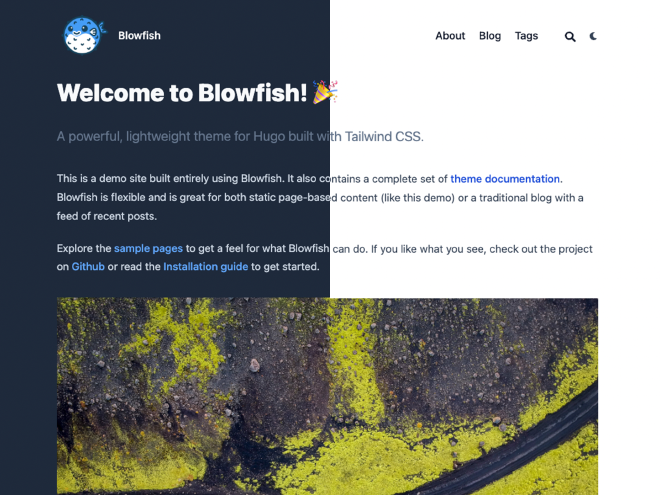 Blowfish
About Blog Tags
Welcome to Blowfish! 🎉
A powerful, lightweight theme for Hugo built with Tailwind CSS.
This is a demo site built entirely using Blowfish. It also contains a complete set of theme documentation.
Blowfish is flexible and is great for both static page-based content (like this demo) or a traditional blog with a
feed of recent posts.
Explore the sample pages to get a feel for what Blowfish can do. If you like what you see, check out the project
on Github or read the Installation guide to get started.